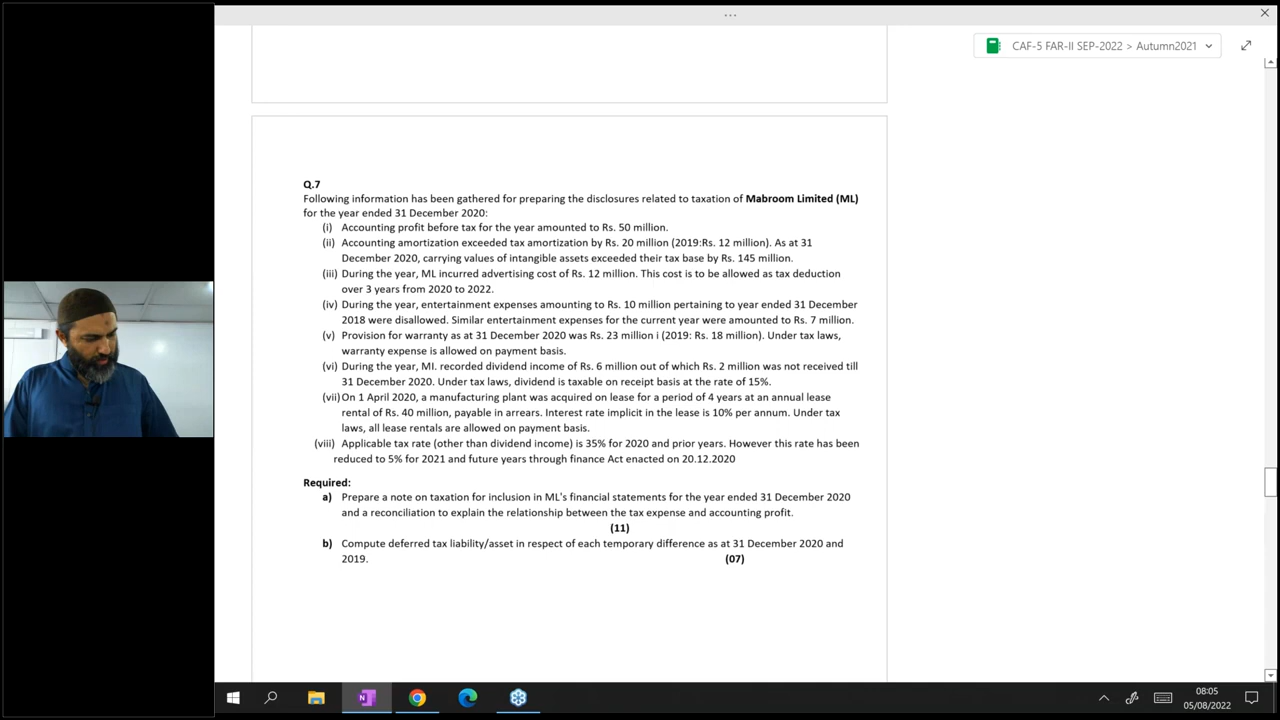 CAF-5 FAR-II SEP-2022 > Autumn2021
Q.7
Following information has been gathered for preparing the disclosures related to taxation of Mabroom Limited (ML)
for the year ended 31 December 2020:
(i) Accounting profit before tax for the year amounted to Rs. 50 million.
(ii) Accounting amortization exceeded tax amortization by Rs. 20 million (2019:Rs. 12 million). As at 31
December 2020, carrying values of intangible assets exceeded their tax base by Rs. 145 million.
(iii) During the year, ML incurred advertising cost of Rs. 12 million. This cost is to be allowed as tax deduction
over 3 years from 2020 to 2022.
(iv) During the year, entertainment expenses amounting to Rs. 10 million pertaining to year ended 31 December
2018 were disallowed. Similar entertainment expenses for the current year were amounted to Rs. 7 million.
(v) Provision for warranty as at 31 December 2020 was Rs. 23 million i (2019: Rs. 18 million). Under tax laws,
warranty expense is allowed on payment basis.
(vi) During the year, MI. recorded dividend income of Rs. 6 million out of which Rs. 2 million was not received till
31 December 2020. Under tax laws, dividend is taxable on receipt basis at the rate of 15%.
(vii) On 1 April 2020, a manufacturing plant was acquired on lease for a period of 4 years at an annual lease
rental of Rs. 40 million, payable in arrears. Interest rate implicit in the lease is 10% per annum. Under tax
laws, all lease rentals are allowed on payment basis.
(viii) Applicable tax rate (other than dividend income) is 35% for 2020 and prior years. However this rate has been
reduced to 5% for 2021 and future years through finance Act enacted on 20.12.2020
Required:
a) Prepare a note on taxation for inclusion in ML's financial statements for the year ended 31 December 2020
and a reconciliation to explain the relationship between the tax expense and accounting profit.
(11)
b) Compute deferred tax liability/asset in respect of each temporary difference as at 31 December 2020 and
2019. (07)
08:05
05/08/2022